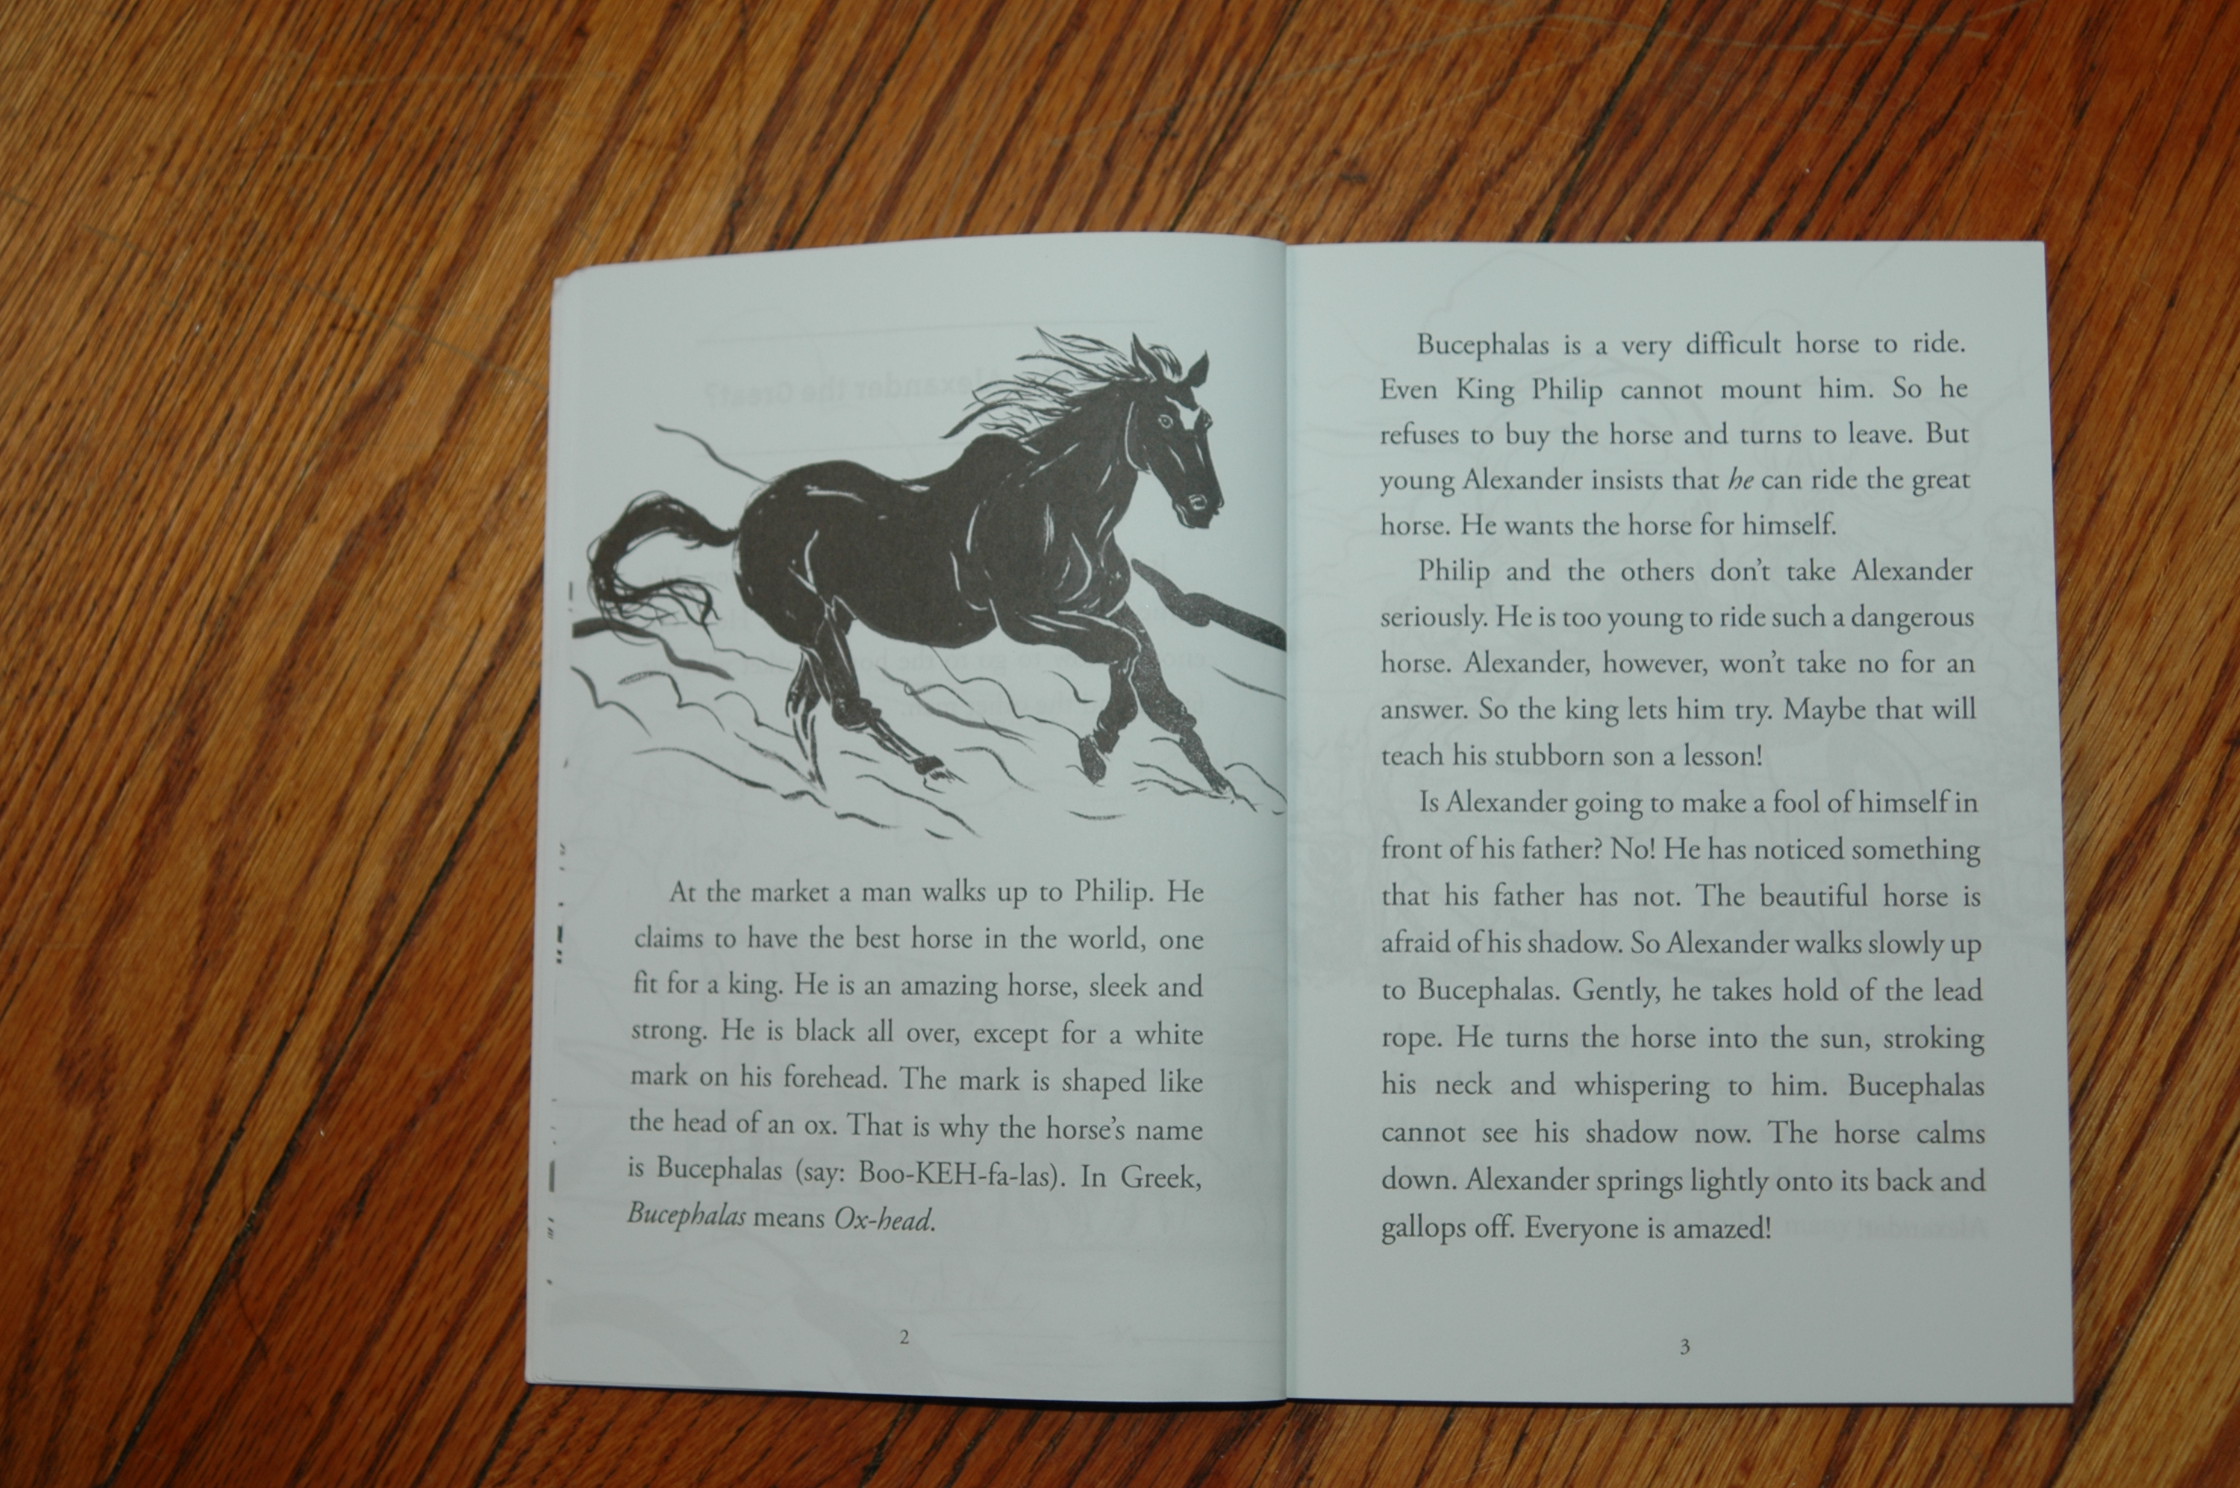 At the market a man walks up to Philip. He
claims to have the best horse in the world, one
fit for a king. He is an amazing horse, sleek and
strong. He is black all over, except for a white
mark on his forehead. The mark is shaped like
the head of an ox. That is why the horse's name
is Bucephalas (say: Boo-KEH-fa-las). In Greek,
Bucephalas means Ox-head.
2
Bucephalas is a very difficult horse to ride.
Even King Philip cannot mount him. So he
refuses to buy the horse and turns to leave. But
young Alexander insists that he can ride the great
horse. He wants the horse for himself.
Philip and the others don't take Alexander
seriously. He is too young to ride such a dangerous
horse. Alexander, however, won't take no for an
answer. So the king lets him try. Maybe that will
teach his stubborn son a lesson!
Is Alexander going to make a fool of himself in
front of his father? No! He has noticed something
that his father has not. The beautiful horse is
afraid of his shadow. So Alexander walks slowly up
to Bucephalas. Gently, he takes hold of the lead
rope. He turns the horse into the sun, stroking
his neck and whispering to him. Bucephalas
cannot see his shadow now. The horse calms
down. Alexander springs lightly onto its back and
gallops off. Everyone is amazed!
3